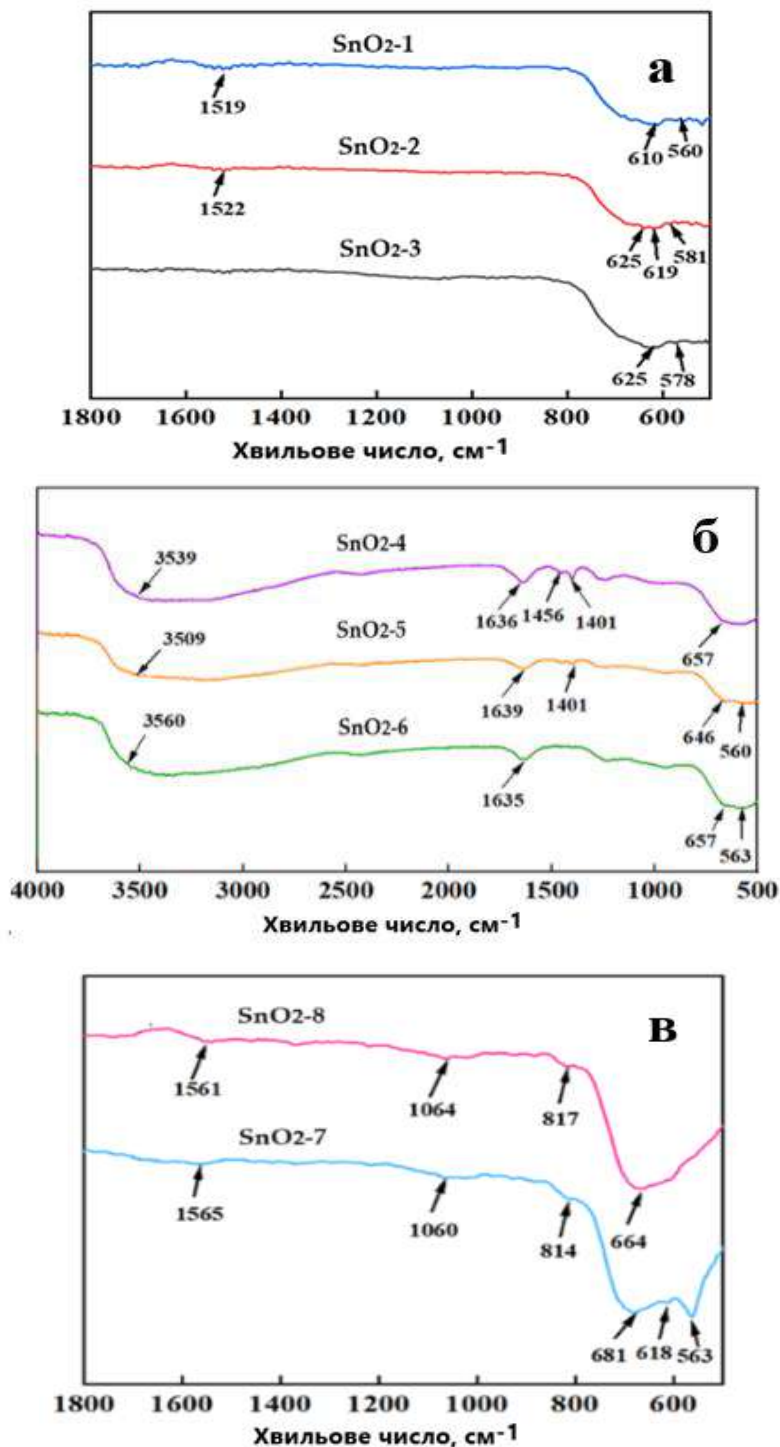 SnO2-1
а
1519
610 560
SnO2-2
1522
625 619 581
SnO2-3
625 578
1800 1600 1400 1200 1000 800 600
Хвильове число, см-1
б
3539
SnO2-4
1636 1456 1401
657
3509
SnO2-5
1639 1401
646 560
3560
SnO2-6
1635
657 563
4000 3500 3000 2500 2000 1500 1000 500
Хвильове число, см-1
SnO2-8
в
1561
1064
817
664
SnO2-7
1565
1060
814
681 618 563
1800 1600 1400 1200 1000 800 600
Хвильове число, см-1